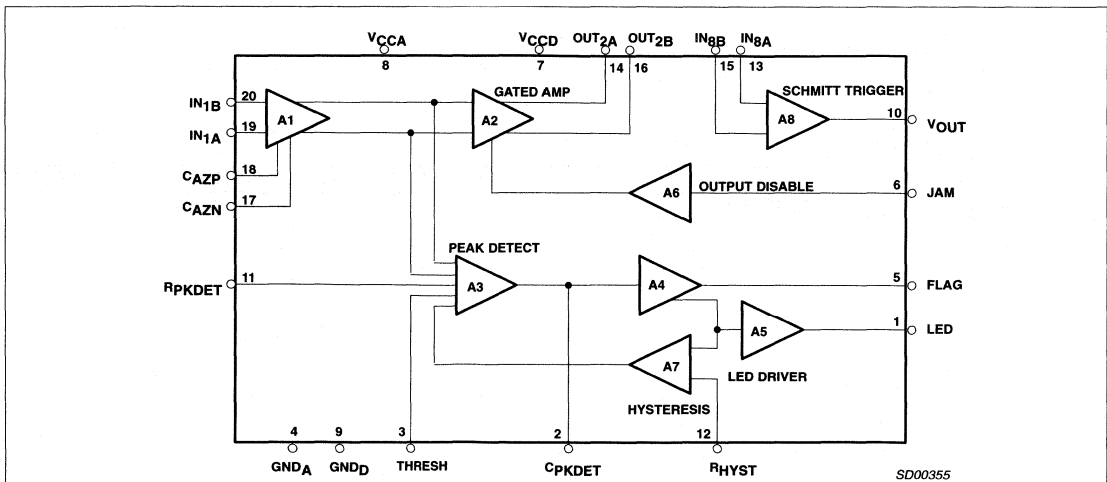 VCCA VCCD OUT2A OUT2B IN8B IN8A
8 7 14 16 15 13
GATED AMP SCHMITT TRIGGER
IN1B 20 A1 A2 A8 10 VOUT
IN1A 19
CAZP 18
CAZN 17
A6 OUTPUT DISABLE 6 JAM
PEAK DETECT
RPKDET 11 A3 A4 5 FLAG
A5 1 LED
A7 LED DRIVER
HYSTERESIS
4 9 3 2 12
GNDA GNDD THRESH CPKDET RHYST
SD00355